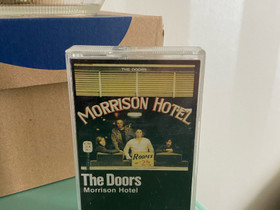 THE DOORS
MORRISON HOTEL
ROOMS
The Doors
Morrison Hotel